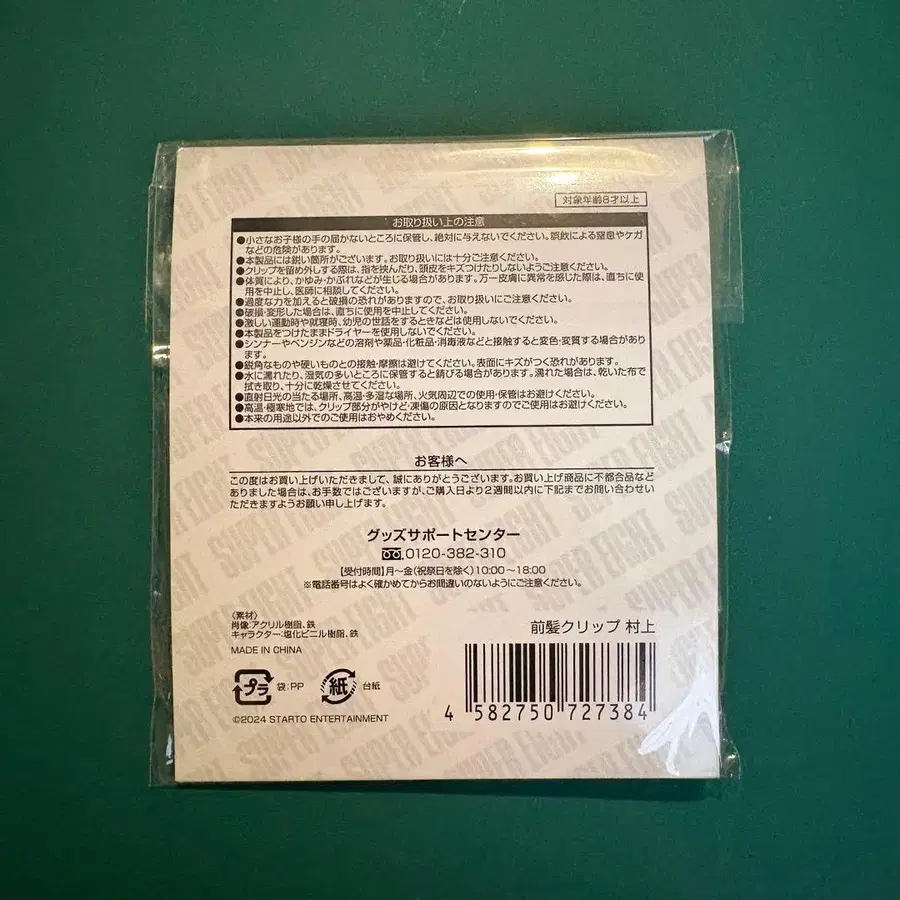 対象年齢8才以上
お取り扱い上の注意
●小さなお子様の手の届かないところに保管し、絶対に与えないでください。誤飲による窒息やケガ
などの危険があります。
●本製品には鋭い箇所がございます。お取り扱いには十分ご注意ください。
●クリップを留め外しする際は、指を挟んだり、頭皮をキズつけたりしないようご注意ください。
●体質により、かゆみ・かぶれなどが生じる場合があります。万一皮膚に異常を感じた際は、直ちに使
用を中止し、医師に相談してください。
●過度な力を加えると破損の恐れがありますので、お取り扱いにご注意ください。
●破損・変形した場合は、直ちに使用を中止してください。
●激しい運動時や就寝時、幼児の世話をするときなどは使用しないでください。
●本製品をつけたままドライヤーを使用しないでください。
●シンナーやベンジンなどの溶剤や薬品・化粧品・消毒液などと接触すると変色・変質する場合があり
ます。
●鋭角なものや硬いものとの接触・摩擦は避けてください。表面にキズがつく恐れがあります。
●水に濡れたり、湿気の多いところに保管すると錆びる場合があります。濡れた場合は、乾いた布で
拭き取り、十分に乾燥させてください。
●直射日光の当たる場所、高温・多湿な場所、火気周辺での使用・保管はお避けください。
●高温・極寒地では、クリップ部分がやけど・凍傷の原因となりますのでご使用はお避けください。
●本来の用途以外でのご使用はおやめください。
お客様へ
この度はお買い上げいただきまして、誠にありがとうございます。お買い上げ商品に不都合品など
ありました場合は、お手数ではございますが、ご購入日より2週間以内に下記までお問い合わせい
ただきますようお願い申し上げます。
グッズサポートセンター
0120-382-310
【受付時間】月～金(祝祭日を除く)10:00～18:00
※電話番号はよく確かめてからお間違いのないようにご注意ください。
〈素材〉
肖像:アクリル樹脂、鉄
キャラクター:塩化ビニル樹脂、鉄
MADE IN CHINA
プラ 袋:PP 紙 台紙
©2024 STARTO ENTERTAINMENT
前髪クリップ 村上
4 582750 727384
SUPER EIGHT